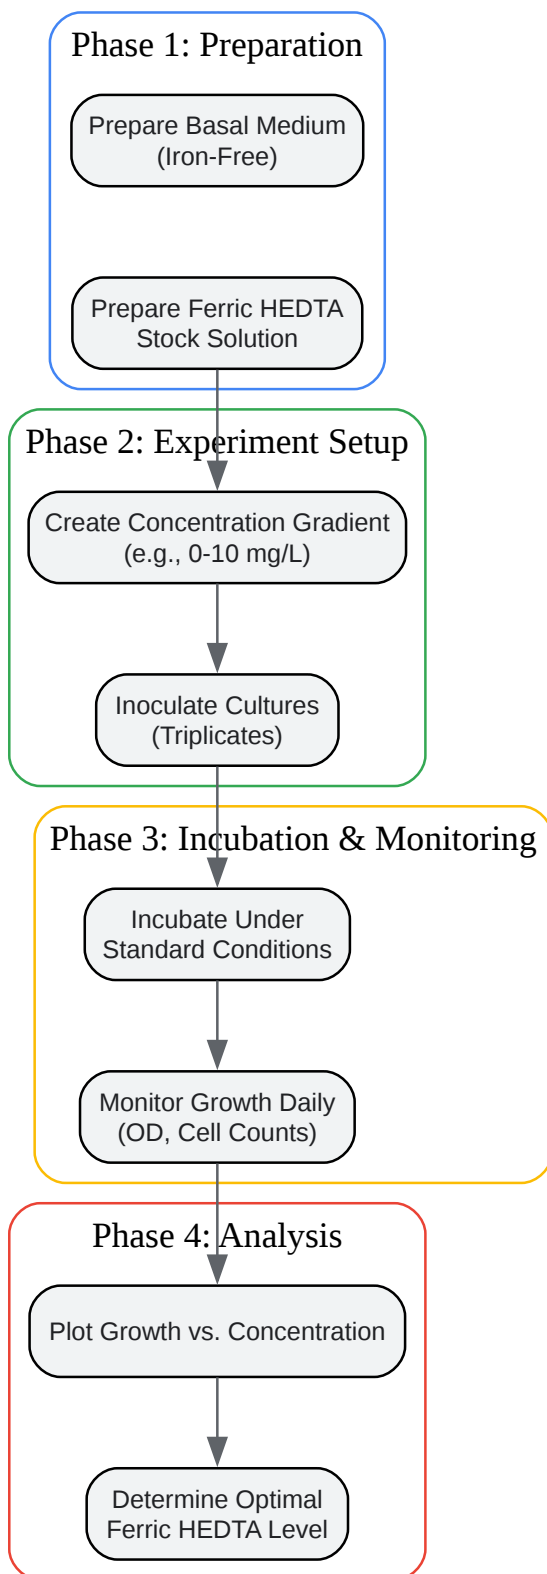 Phase 1: Preparation
Prepare Basal Medium
(Iron-Free)
Prepare Ferric HEDTA
Stock Solution
Phase 2: Experiment Setup
Create Concentration Gradient
(e.g., 0-10 mg/L)
Inoculate Cultures
(Triplicates)
Phase 3: Incubation & Monitoring
Incubate Under
Standard Conditions
Monitor Growth Daily
(OD, Cell Counts)
Phase 4: Analysis
Plot Growth vs. Concentration
Determine Optimal
Ferric HEDTA Level